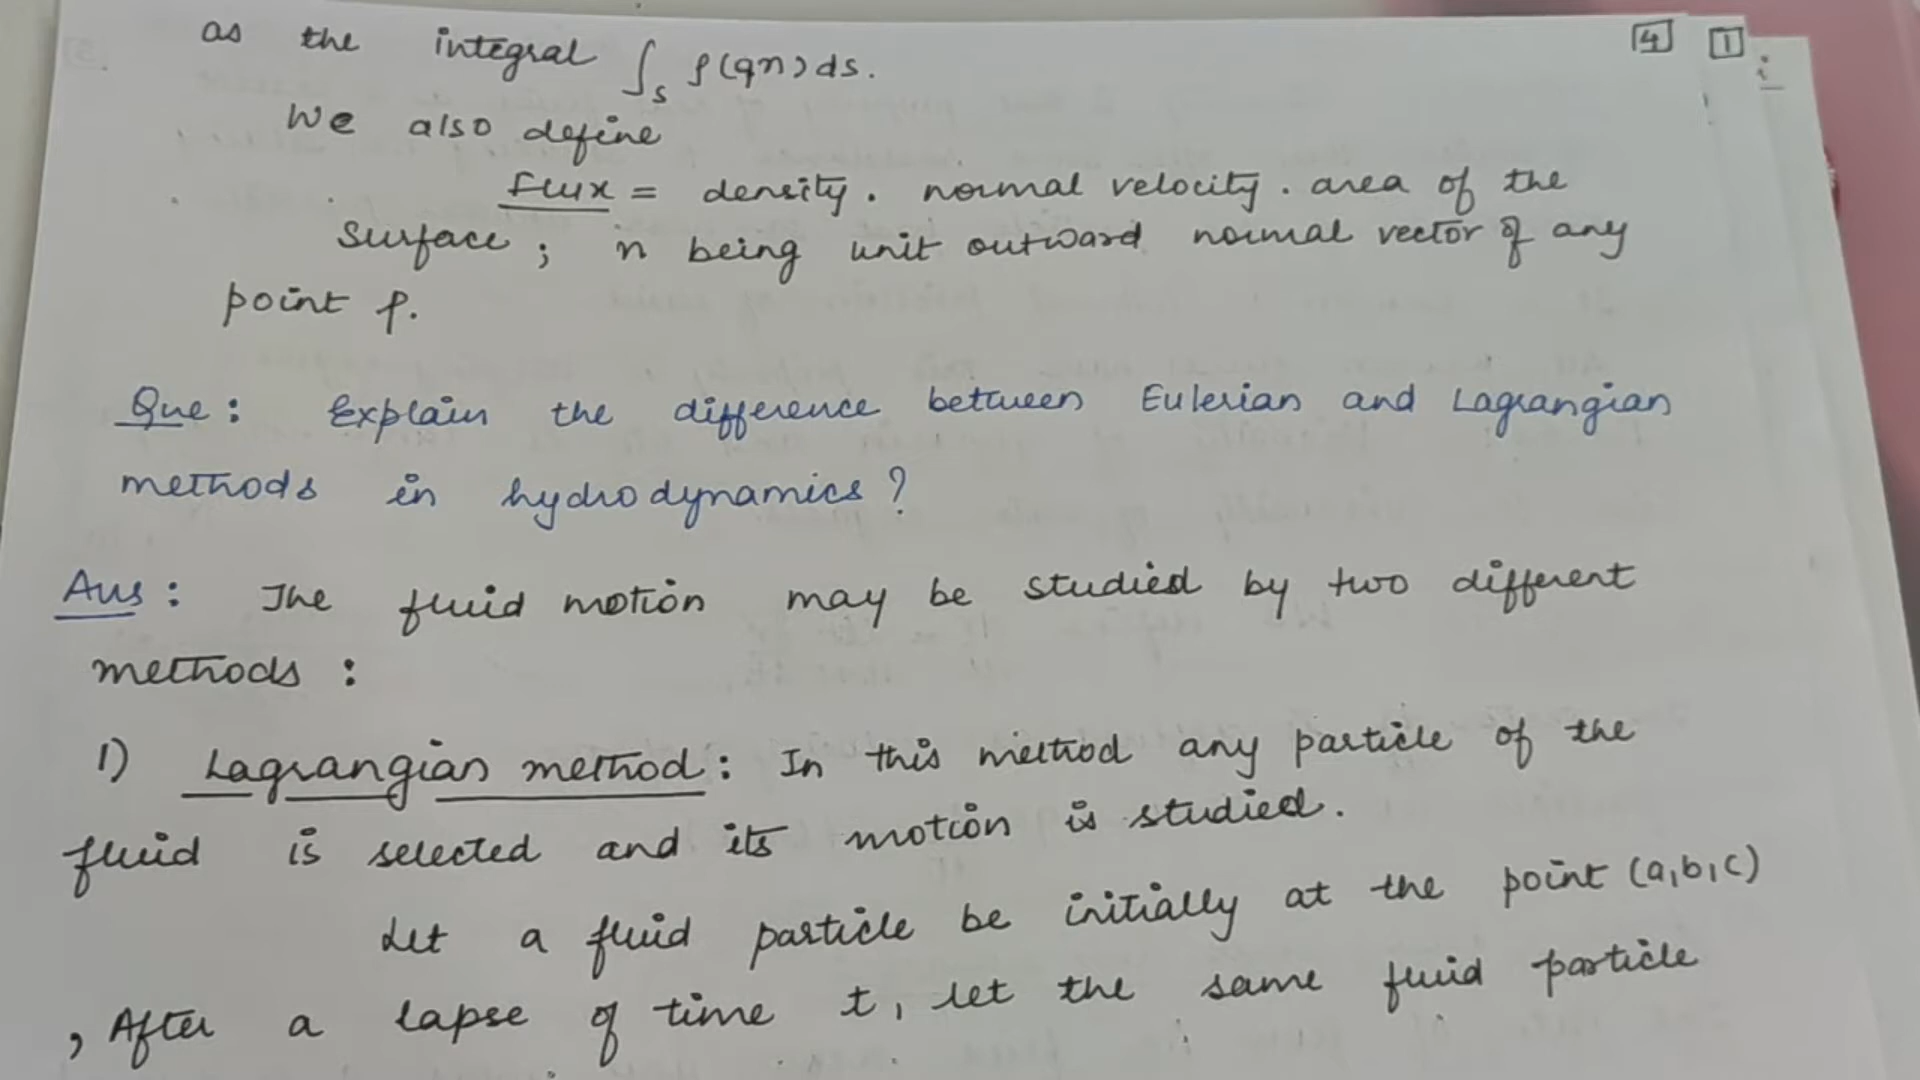 as the integral ∫s ρ(qn)ds.
4 1
We also define
Flux = density. normal velocity. area of the
surface; n being unit outward normal vector of any
point p.
Que: Explain the difference between Eulerian and Lagrangian
methods in hydrodynamics?
Ans: The fluid motion may be studied by two different
methods:
1) Lagrangian method: In this method any particle of the
fluid is selected and its motion is studied.
Let a fluid particle be initially at the point (a,b,c)
, After a lapse of time t, let the same fluid particle